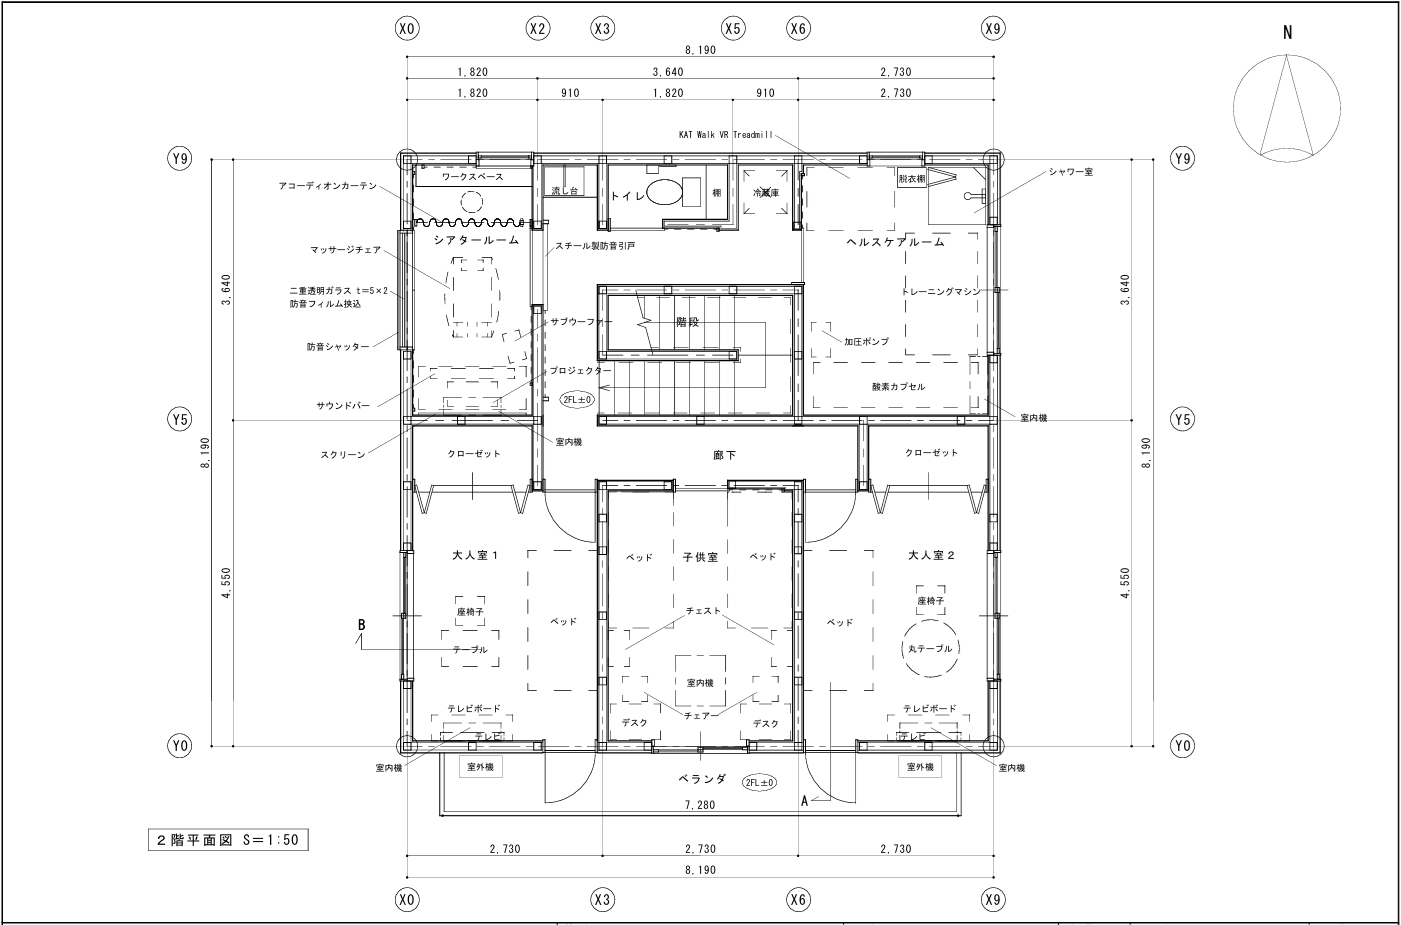 X0 X2 X3 X5 X6 X9
N
8,190
1,820 3,640 2,730
1,820 910 1,820 910 2,730
KAT Walk VR Treadmill
Y9 Y9
ワークスペース
アコーディオンカーテン
流し台
トイレ
棚
冷蔵庫
脱衣棚
シャワー室
シアタールーム
スチール製防音引戸
ヘルスケアルーム
マッサージチェア
二重透明ガラス t=5×2
防音フィルム挟込
トレーニングマシン
3,640 3,640
サブウーファー
階段
加圧ポンプ
防音シャッター
プロジェクター
酸素カプセル
サウンドバー
2FL±0
室内機
Y5 Y5
スクリーン
室内機
クローゼット
廊下
クローゼット
8,190 8,190
大人室1
ベッド
子供室
ベッド
大人室2
4,550 4,550
座椅子
チェスト
座椅子
B
テーブル
ベッド
ベッド
丸テーブル
室内機
テレビボード
チェアー
テレビボード
デスク
デスク
テレビ
テレビ
Y0 Y0
室内機
室外機
ベランダ
2FL±0
室外機
室内機
A
7,280
2階平面図 S=1:50
2,730 2,730 2,730
8,190
X0 X3 X6 X9